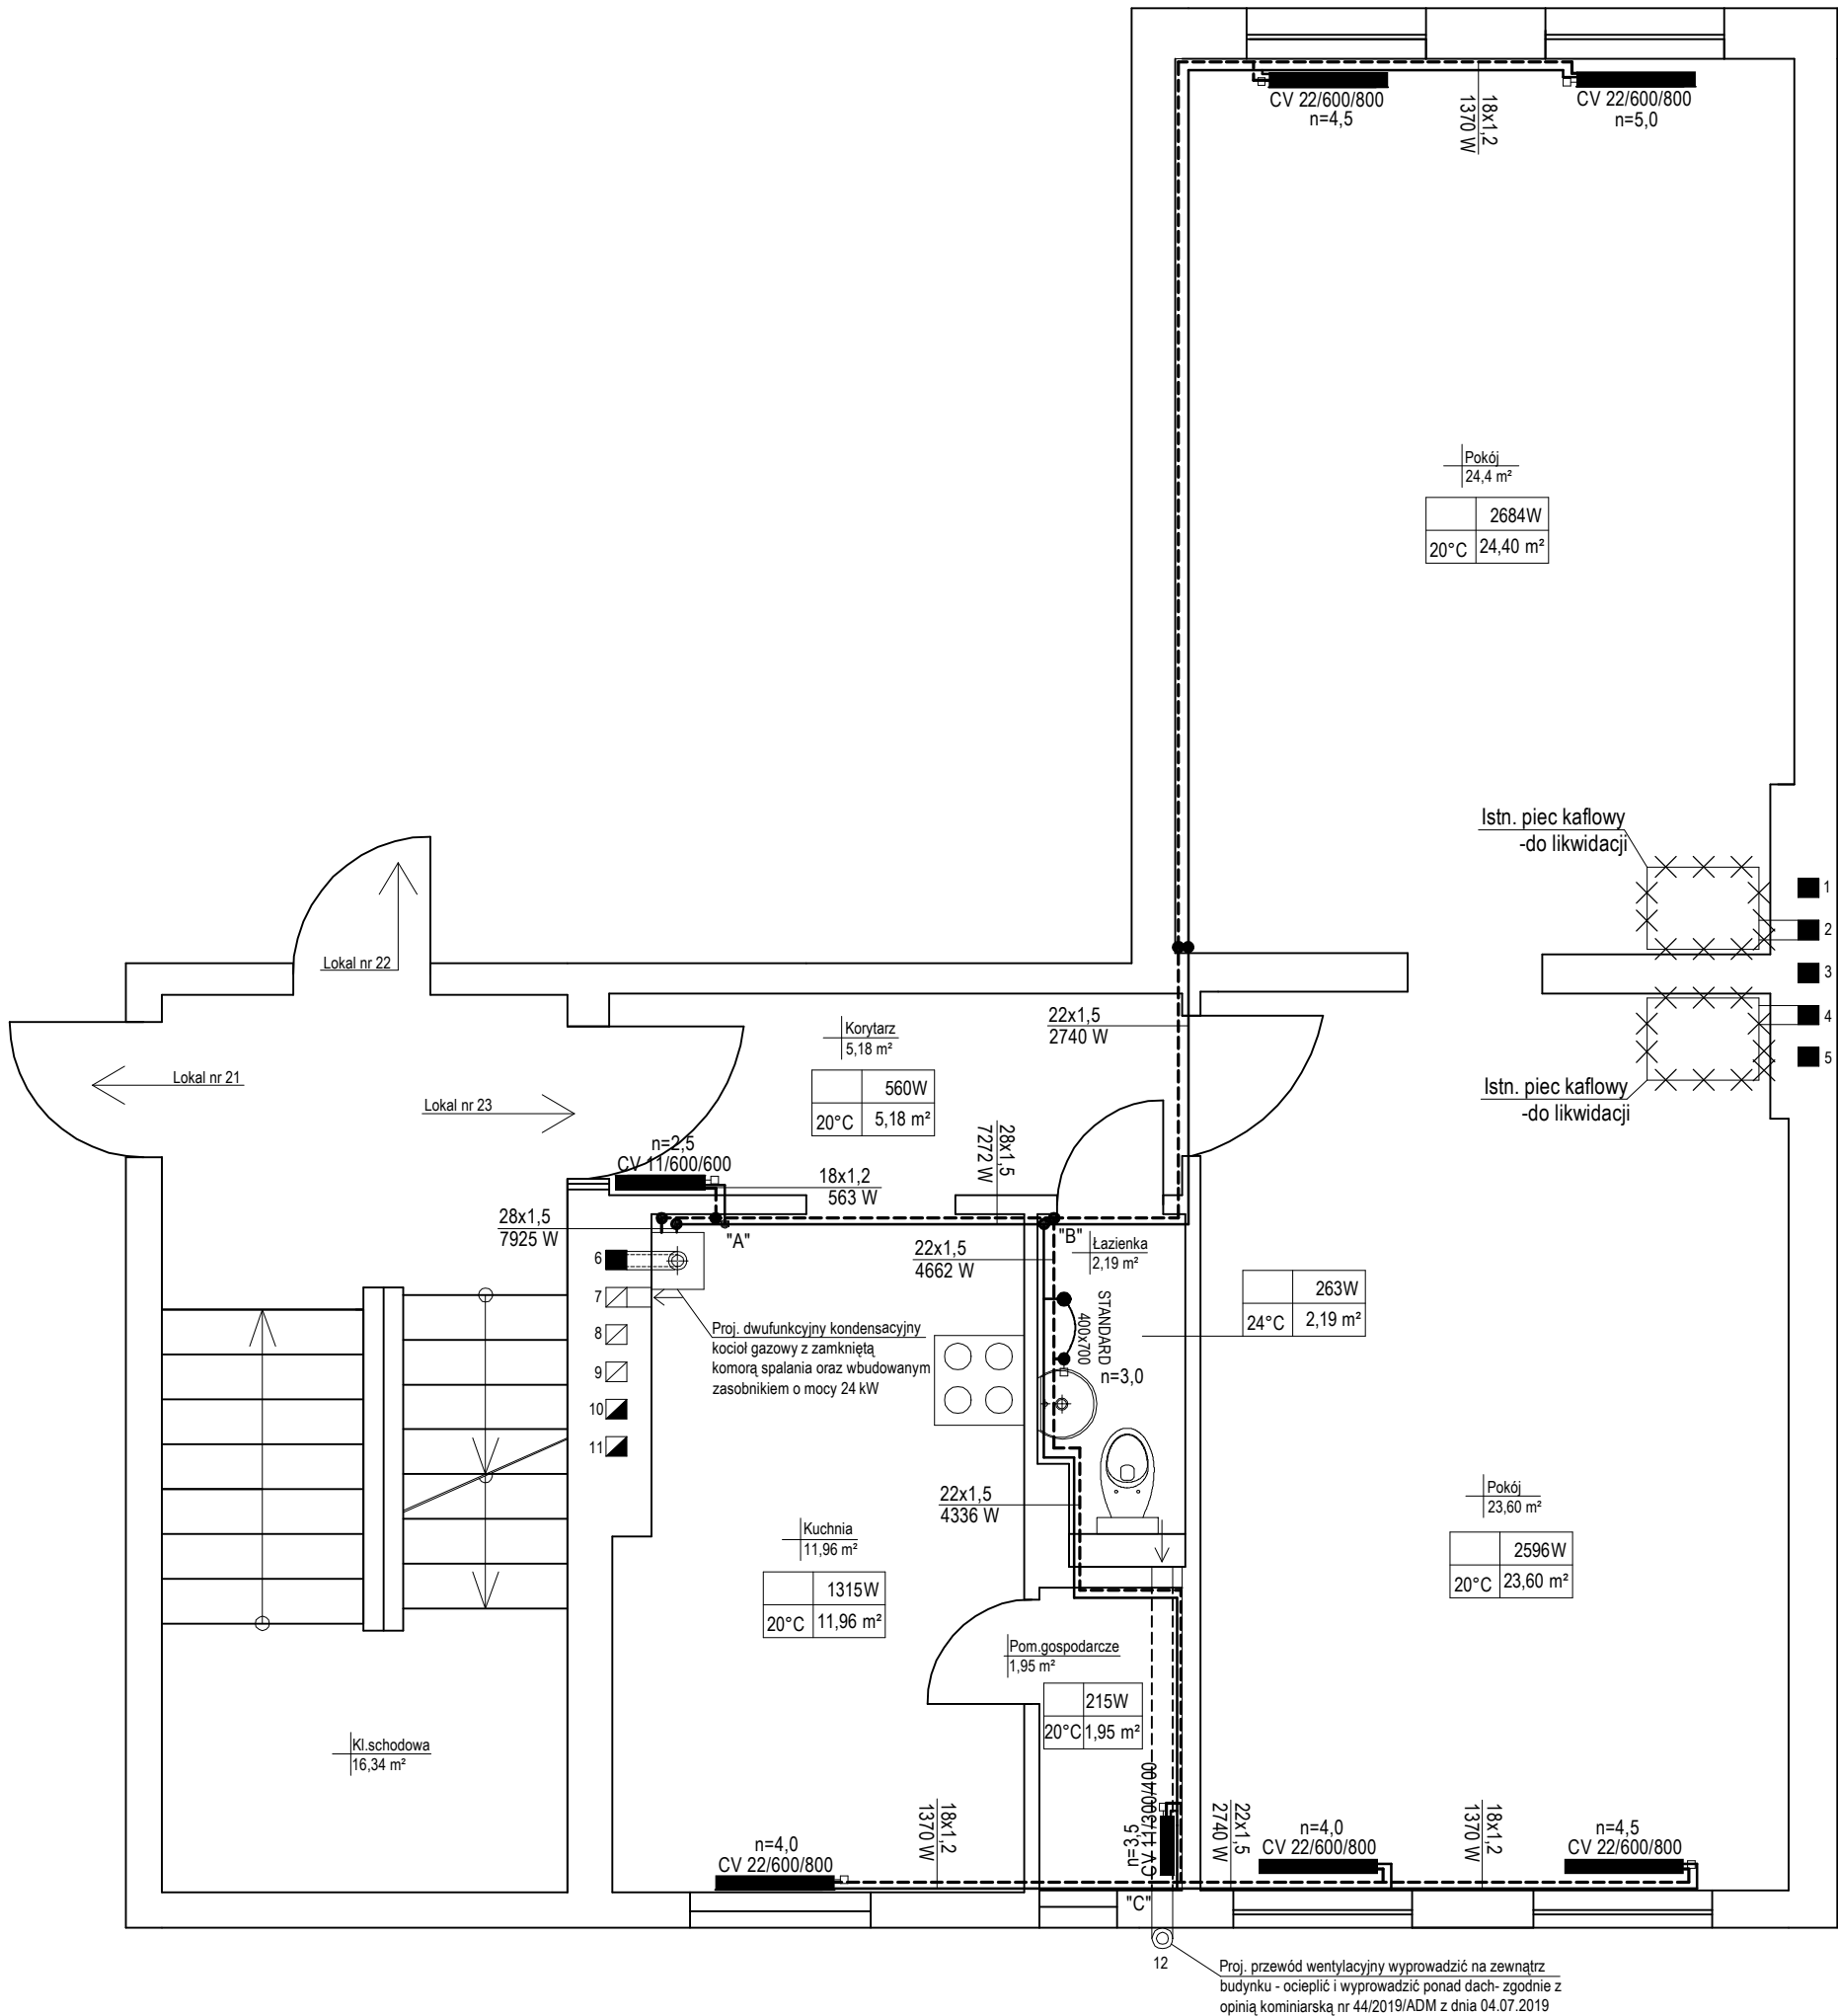 CV 22/600/800
n=4,5
18x1,2
1370 W
CV 22/600/800
n=5,0
Pokój
24,4 m²
2684W
20°C 24,40 m²
Istn. piec kaflowy
-do likwidacji
1
2
3
4
5
Istn. piec kaflowy
-do likwidacji
Lokal nr 22
Lokal nr 21
Lokal nr 23
Korytarz
5,18 m²
560W
20°C 5,18 m²
22x1,5
2740 W
n=2,5
CV 11/600/600
18x1,2
563 W
28x1,5
7272 W
28x1,5
7925 W
"A"
"B"
22x1,5
4662 W
Łazienka
2,19 m²
263W
24°C 2,19 m²
STANDARD
400x700
n=3,0
6
7
8
9
10
11
Proj. dwufunkcyjny kondensacyjny
kocioł gazowy z zamkniętą
komorą spalania oraz wbudowanym
zasobnikiem o mocy 24 kW
22x1,5
4336 W
Kuchnia
11,96 m²
1315W
20°C 11,96 m²
Pokój
23,60 m²
2596W
20°C 23,60 m²
Pom.gospodarcze
1,95 m²
215W
20°C 1,95 m²
Kl.schodowa
16,34 m²
n=4,0
CV 22/600/800
18x1,2
1370 W
n=3,5
CV 11/300/400
22x1,5
2740 W
n=4,0
CV 22/600/800
18x1,2
1370 W
n=4,5
CV 22/600/800
"C"
12
Proj. przewód wentylacyjny wyprowadzić na zewnątrz
budynku - ocieplić i wyprowadzić ponad dach- zgodnie z
opinią kominiarską nr 44/2019/ADM z dnia 04.07.2019